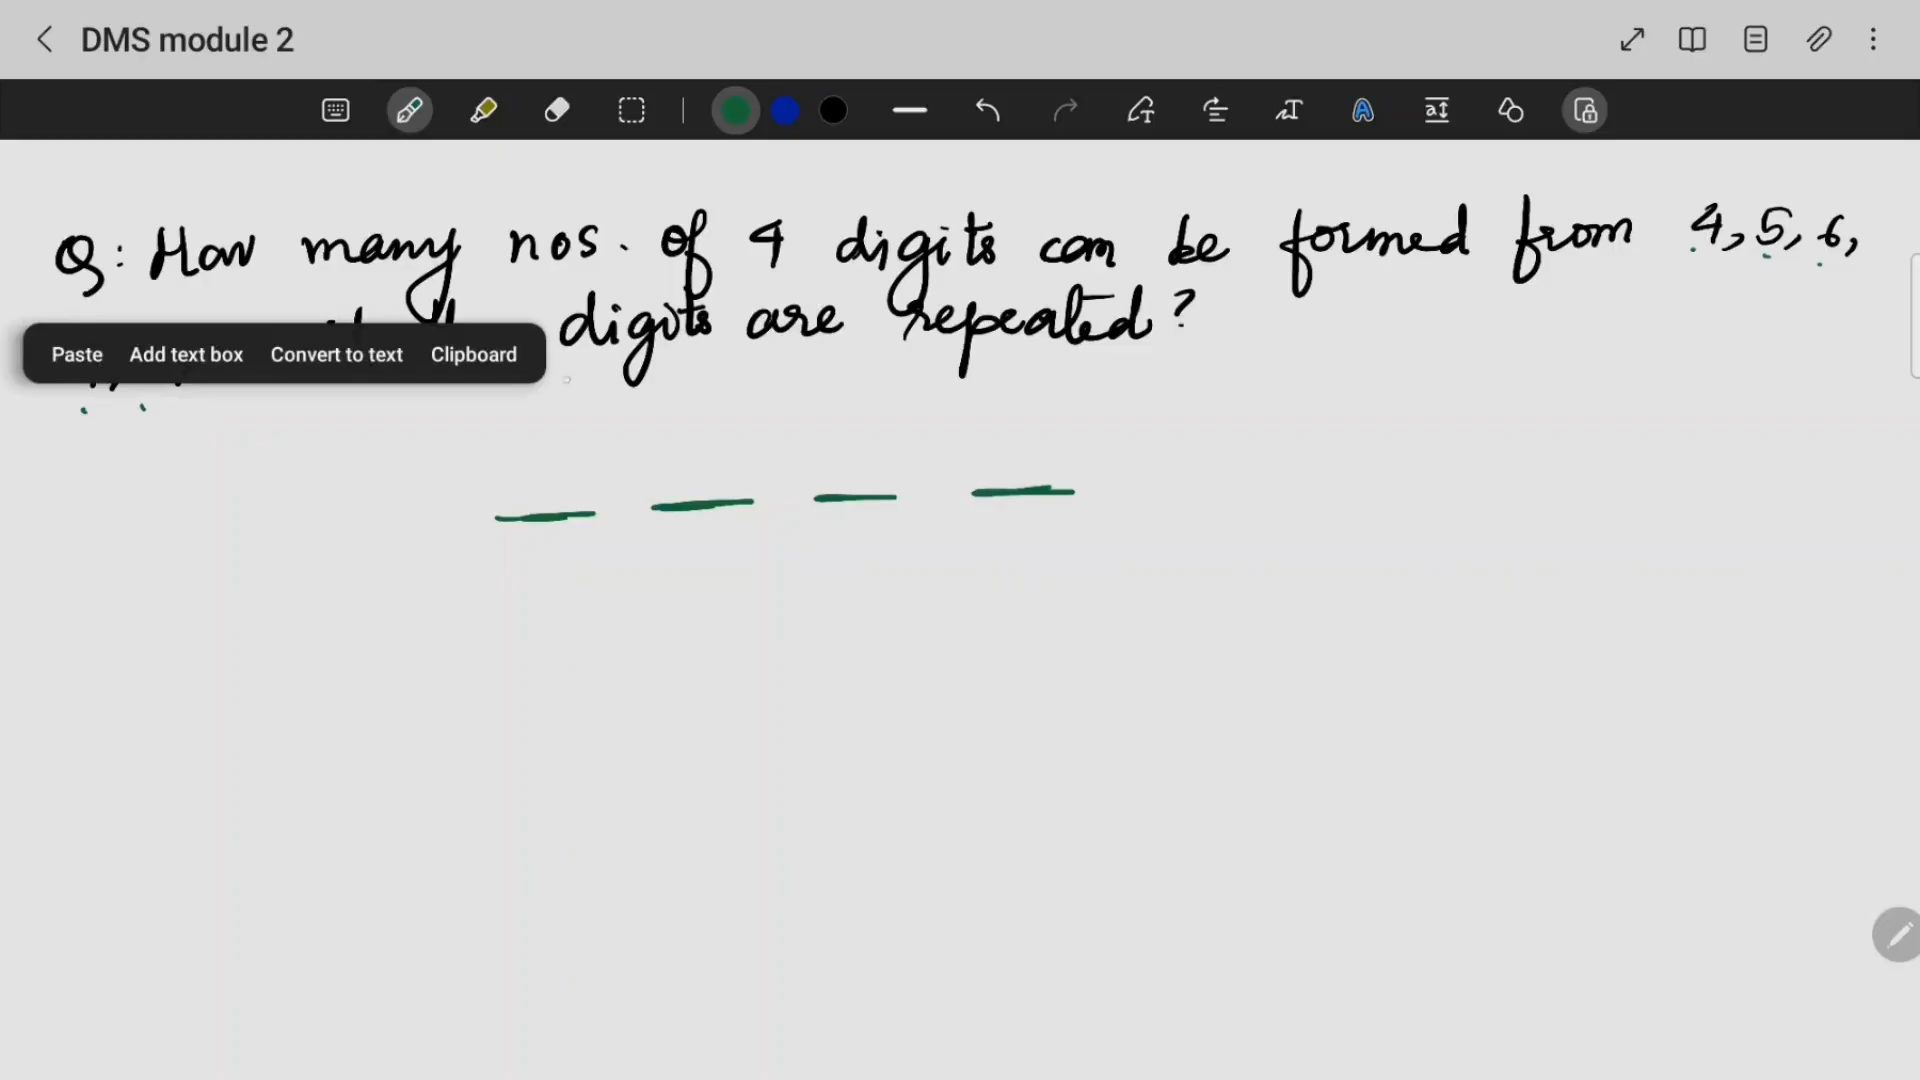 DMS module 2
Q: How many nos. of 4 digits can be formed from 4, 5, 6,
digits are repeated?
Paste Add text box Convert to text Clipboard